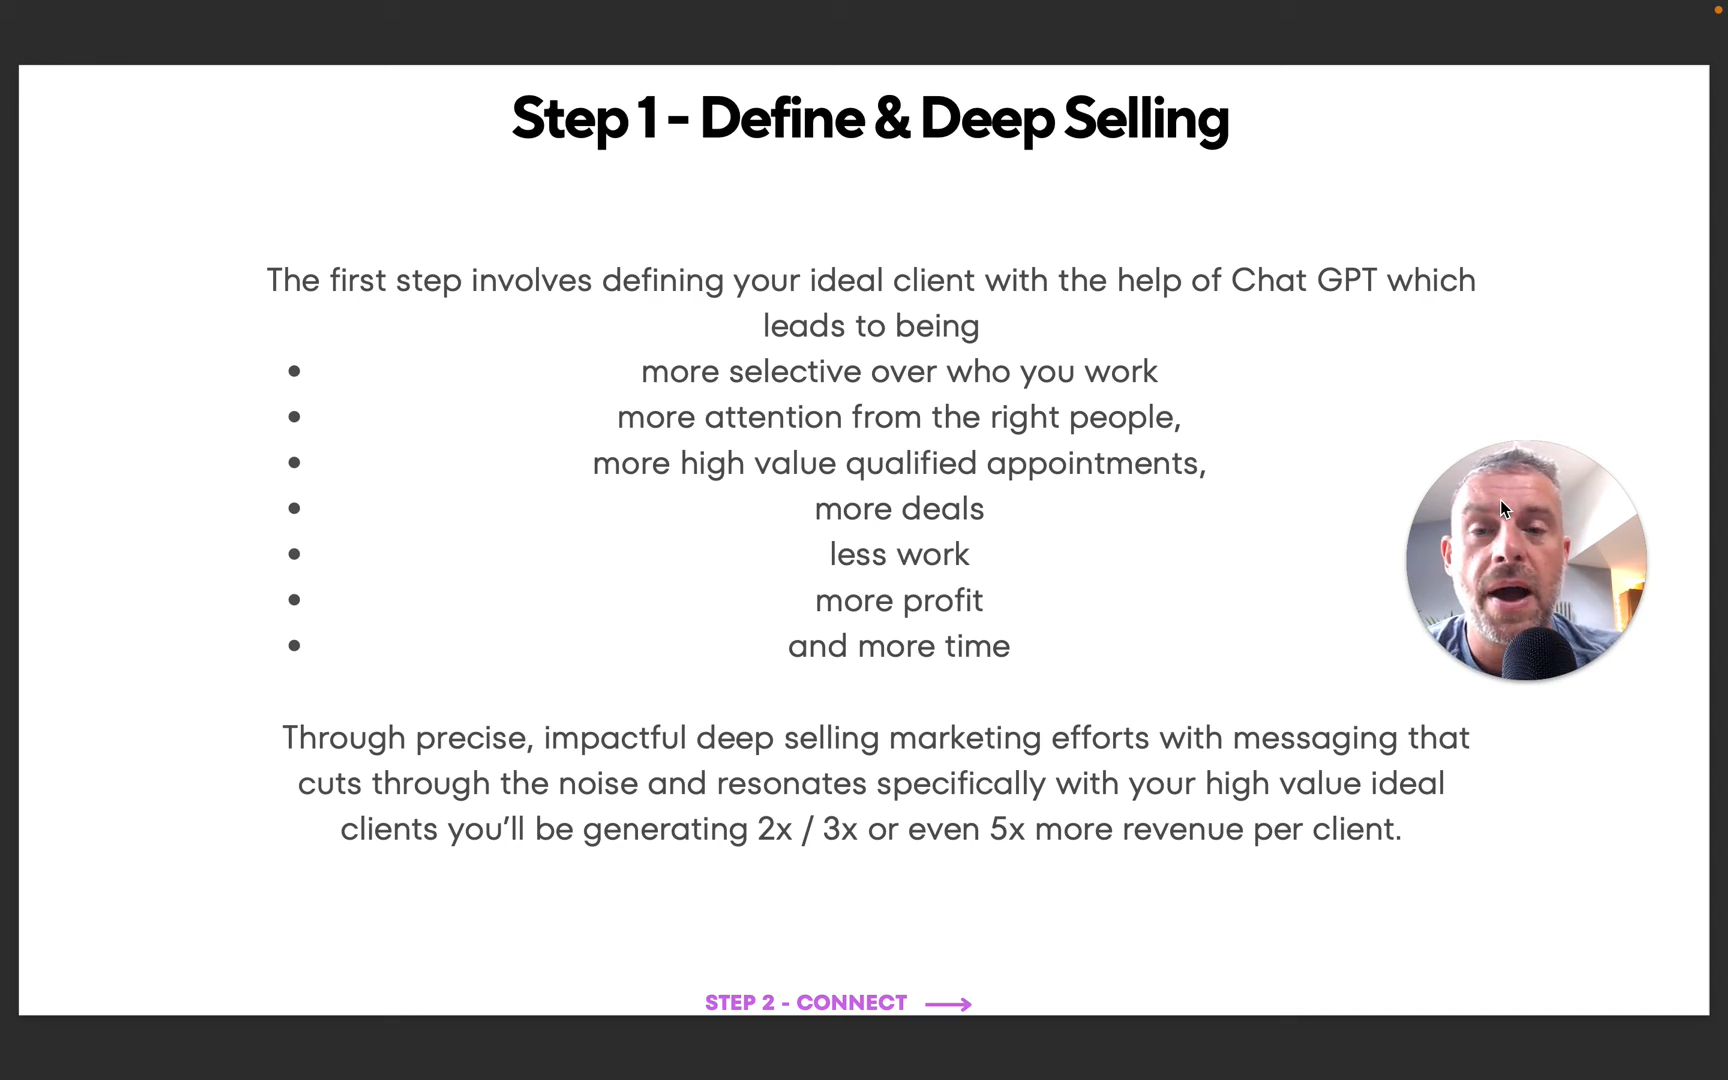 Step 1 - Define & Deep Selling
The first step involves defining your ideal client with the help of Chat GPT which
leads to being
• more selective over who you work
• more attention from the right people,
• more high value qualified appointments,
• more deals
• less work
• more profit
• and more time
Through precise, impactful deep selling marketing efforts with messaging that
cuts through the noise and resonates specifically with your high value ideal
clients you’ll be generating 2x / 3x or even 5x more revenue per client.
STEP 2 - CONNECT